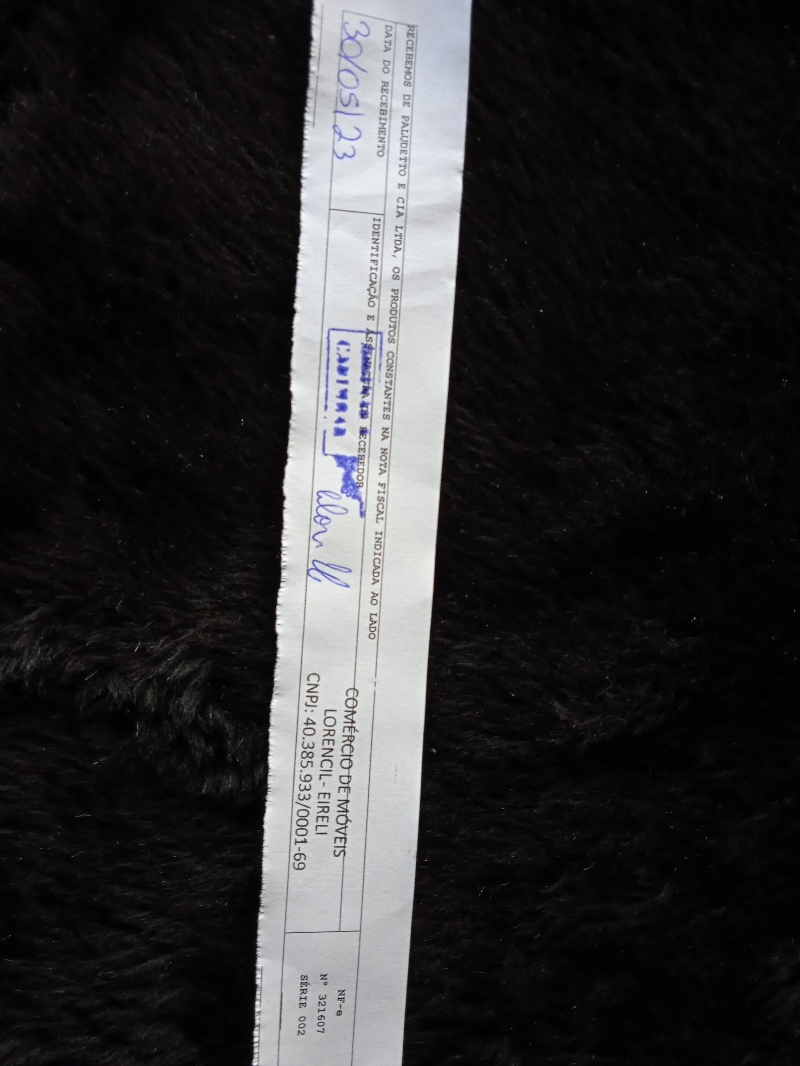 RECEBEMOS DE PALUDETTO E CIA LTDA, OS PRODUTOS CONSTANTES NA NOTA FISCAL INDICADA AO LADO
DATA DO RECEBIMENTO
30/05/23
IDENTIFICAÇÃO E ASSINATURA DO RECEBEDOR
COMÉRCIO DE MÓVEIS
LORENCIL- EIRELI
CNPJ: 40.385.933/0001-69
NF-e
Nº 321607
SÉRIE 002